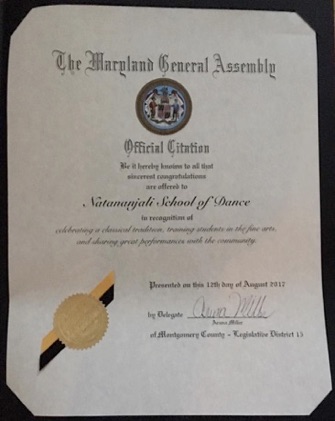 The Maryland General Assembly
Official Citation
Be it hereby known to all that
sincerest congratulations
are offered to
Natananjali School of Dance
in recognition of
celebrating a classical tradition, training students in the fine arts,
and sharing great performances with the community.
Presented on this 12th day of August 2017
by Delegate
Aruna Miller
of Montgomery County - Legislative District 15